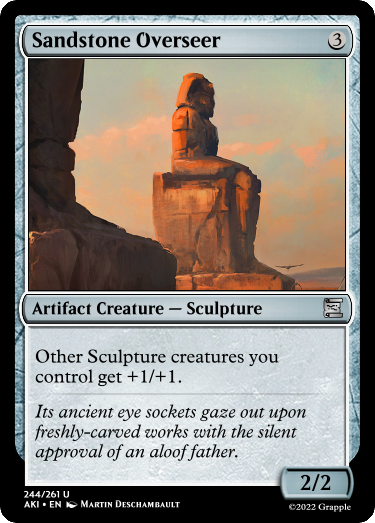 Sandstone Overseer 3
Artifact Creature — Sculpture
Other Sculpture creatures you
control get +1/+1.
Its ancient eye sockets gaze out upon
freshly-carved works with the silent
approval of an aloof father.
2/2
244/261 U
AKI • EN Martin Deschambault
©2022 Grapple